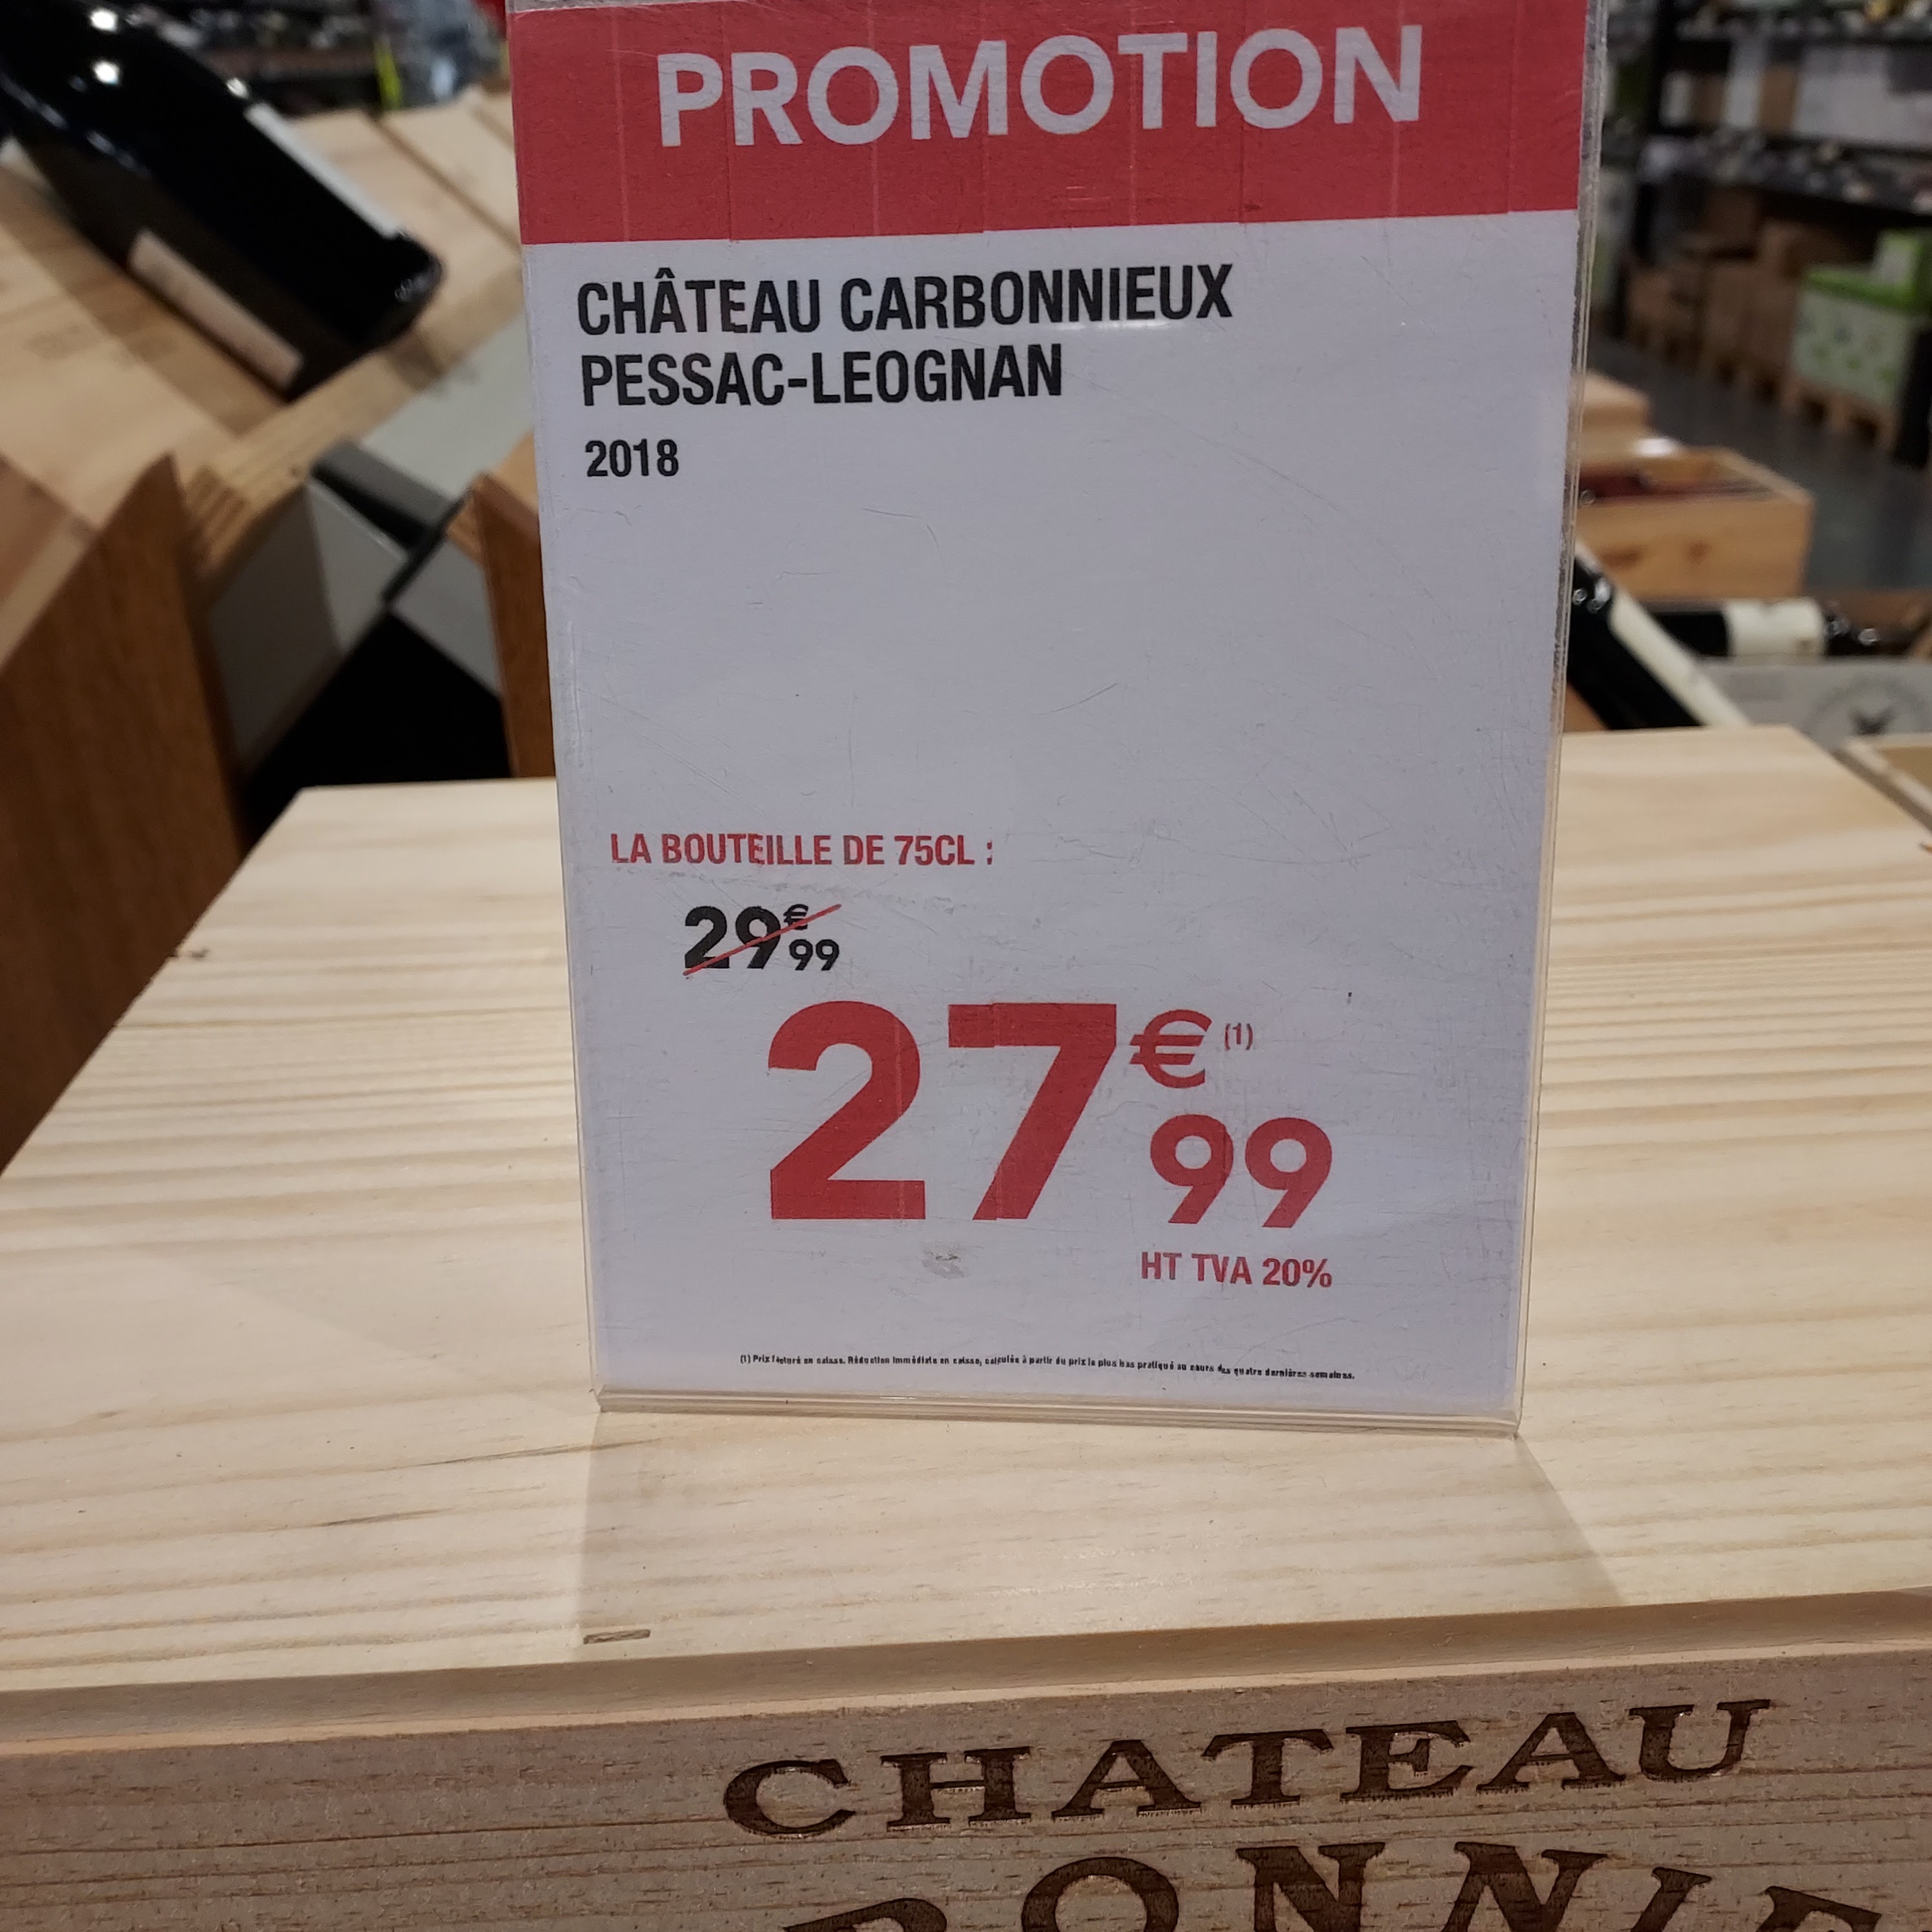 PROMOTION
CHÂTEAU CARBONNIEUX
PESSAC-LEOGNAN
2018
LA BOUTEILLE DE 75CL :
29€99
27€99 (1)
HT TVA 20%
(1) Prix facturé en caisse. Réduction immédiate en caisse, calculée à partir du prix le plus bas pratiqué au cours des quatre dernières semaines.
CHATEAU